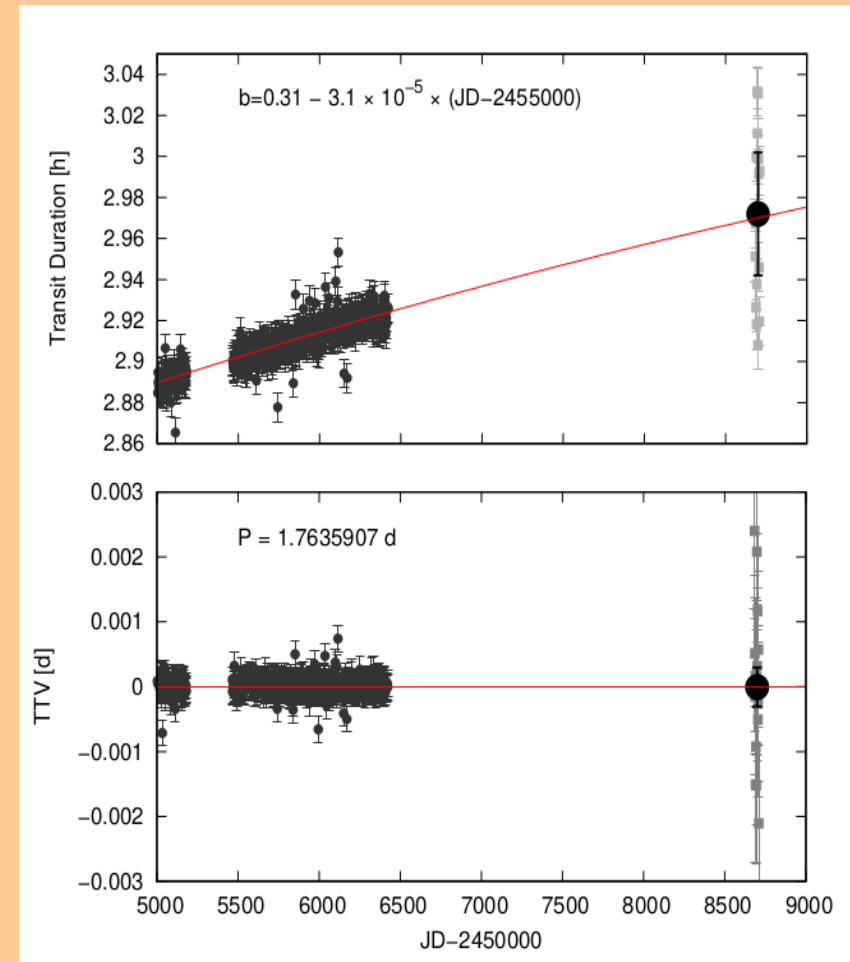 3.04
3.02
3
2.98
2.96
2.94
2.92
2.9
2.88
2.86
Transit Duration [h]
b=0.31 − 3.1 × 10⁻⁵ × (JD−2455000)
0.003
0.002
0.001
0
−0.001
−0.002
−0.003
TTV [d]
P = 1.7635907 d
5000 5500 6000 6500 7000 7500 8000 8500 9000
JD−2450000